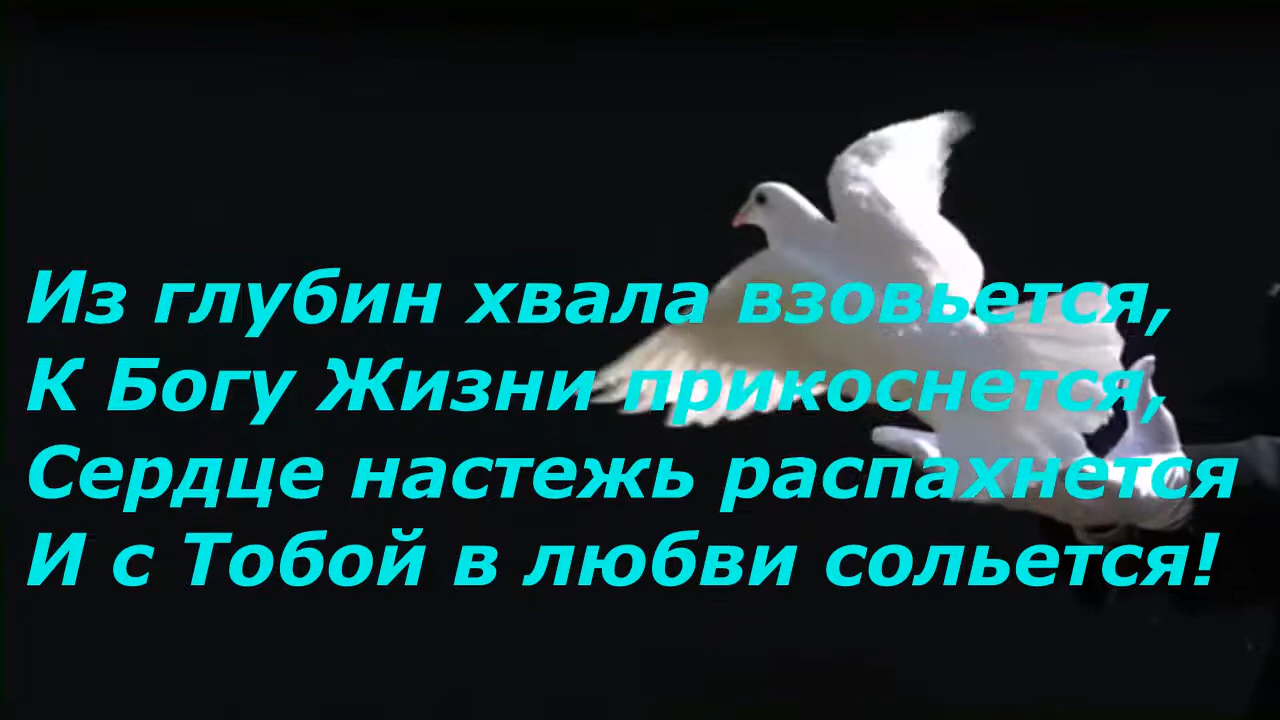 Из глубин хвала взовьется,
К Богу Жизни прикоснется,
Сердце настежь распахнется
И с Тобой в любви сольется!